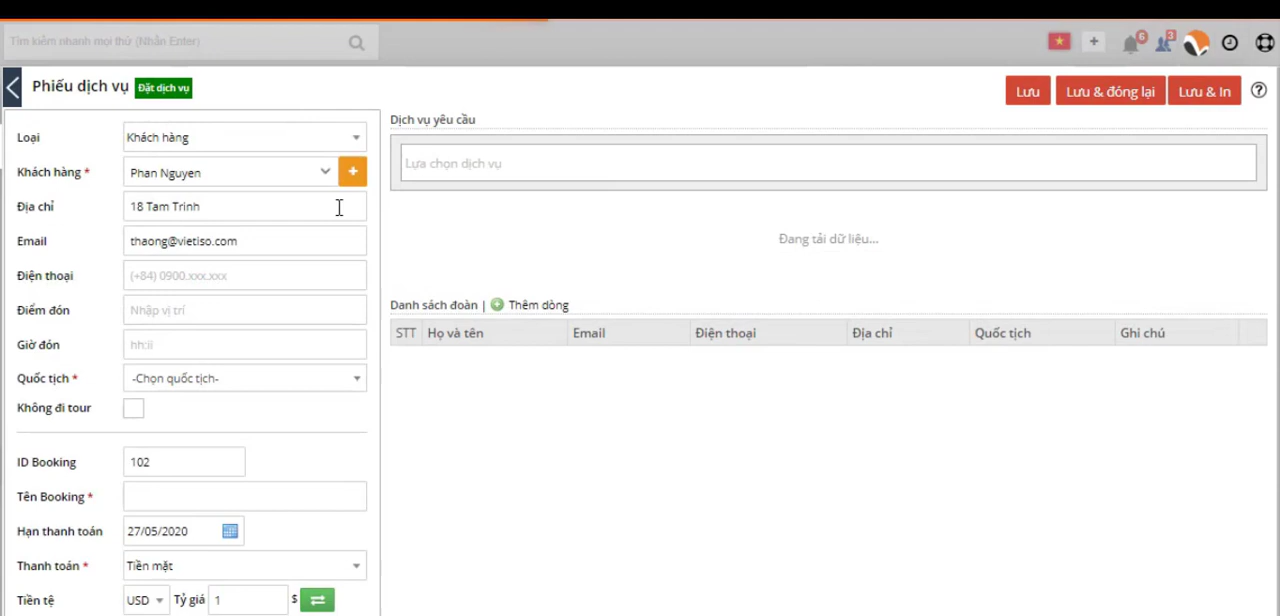 Tìm kiếm nhanh mọi thứ (Nhấn Enter)
+ 6 3
Phiếu dịch vụ Đặt dịch vụ
Lưu Lưu & đóng lại Lưu & In ?
Loại Khách hàng
Khách hàng * Phan Nguyen +
Địa chỉ 18 Tam Trinh
Email thaong@vietiso.com
Điện thoại (+84) 0900.xxx.xxx
Điểm đón Nhập vị trí
Giờ đón hh:ii
Quốc tịch * -Chọn quốc tịch-
Không đi tour
ID Booking 102
Tên Booking *
Hạn thanh toán 27/05/2020
Thanh toán * Tiền mặt
Tiền tệ USD Tỷ giá 1 $
Dịch vụ yêu cầu
Lựa chọn dịch vụ
Đang tải dữ liệu...
Danh sách đoàn | Thêm dòng
STT Họ và tên Email Điện thoại Địa chỉ Quốc tịch Ghi chú